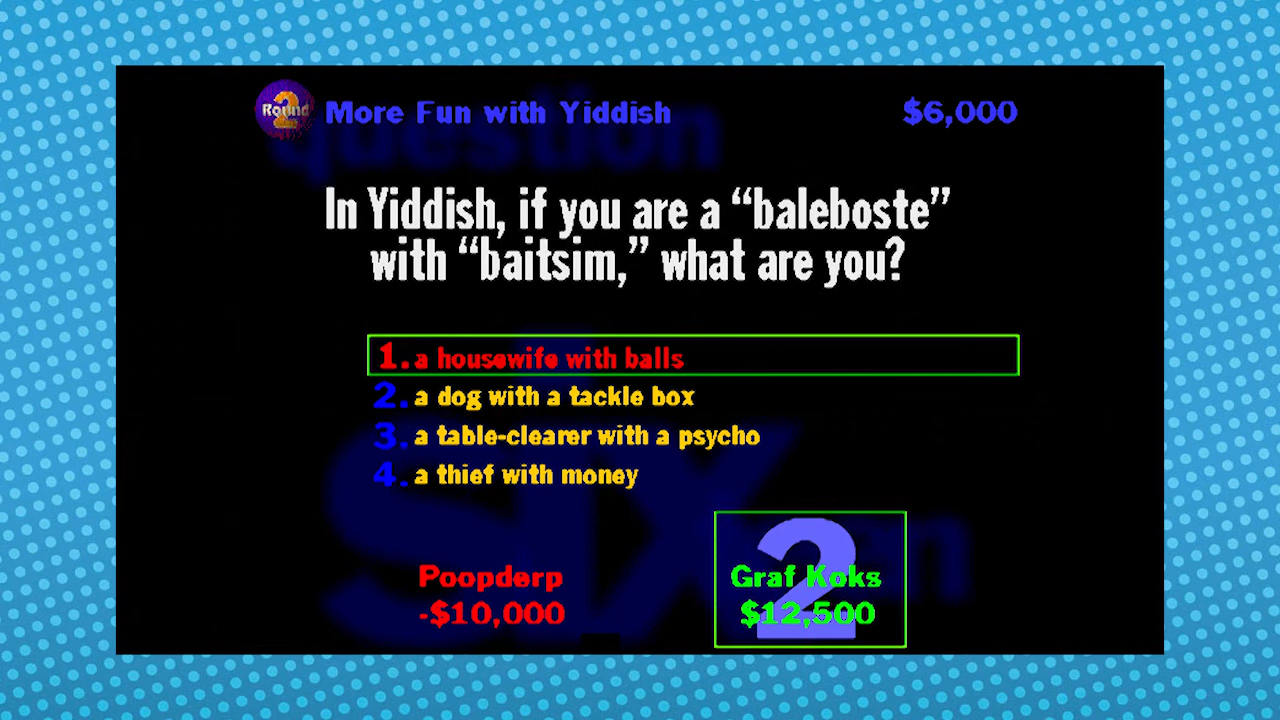 Round 2 More Fun with Yiddish $6,000
question
In Yiddish, if you are a “baleboste”
with “baitsim,” what are you?
1. a housewife with balls
2. a dog with a tackle box
3. a table-clearer with a psycho
4. a thief with money
six
2
Poopderp Graf Koks
-$10,000 $12,500